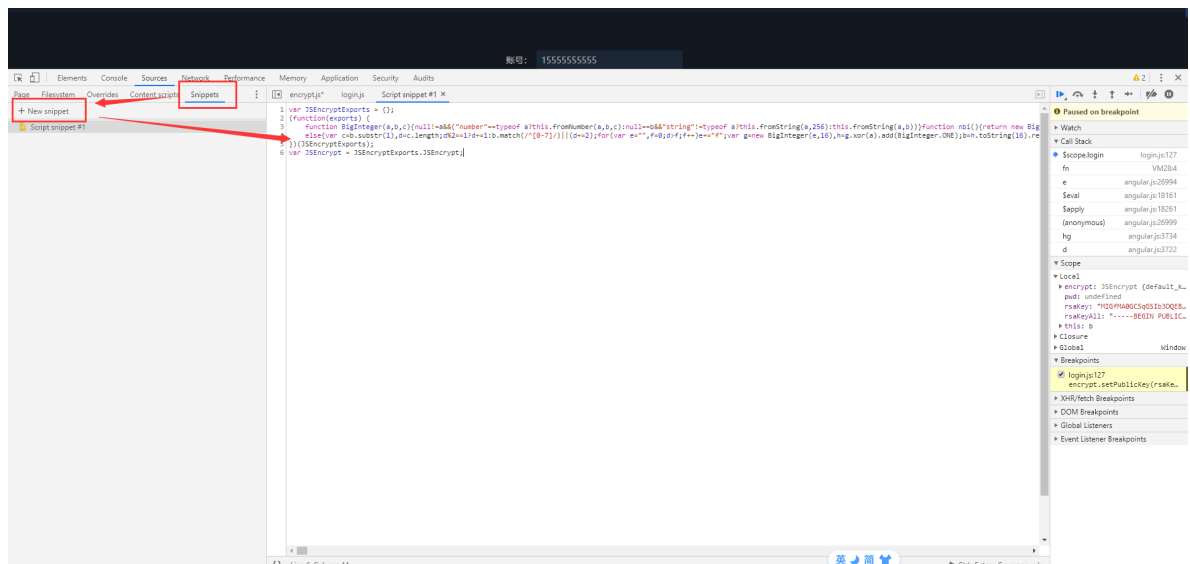 账号: 15555555555
Elements Console Sources Network Performance Memory Application Security Audits 2
Page Filesystem Overrides Content scripts Snippets
encrypt.js* login.js Script snippet #1 ×
+ New snippet
Script snippet #1
1 var JSEncryptExports = {};
2 (function(exports) {
3 function BigInteger(a,b,c){null!=a&&("number"==typeof a?this.fromNumber(a,b,c):null==b&&"string"!=typeof a?this.fromString(a,256):this.fromString(a,b))}function nbi(){return new Big
4 else{var c=b.substr(1),d=c.length;d%2==1?d+=1:b.match(/^[0-7]/)||(d+=2);for(var e="",f=0;d>f;f++)e+="f";var g=new BigInteger(e,16),h=g.xor(a).add(BigInteger.ONE);b=h.toString(16).re
5 })(JSEncryptExports);
6 var JSEncrypt = JSEncryptExports.JSEncrypt;
Paused on breakpoint
Watch
Call Stack
$scope.login login.js:127
fn VM28:4
e angular.js:26994
$eval angular.js:18161
$apply angular.js:18261
(anonymous) angular.js:26999
hg angular.js:3734
d angular.js:3722
Scope
Local
encrypt: JSEncrypt {default_k…
pwd: undefined
rsaKey: "MIGfMA0GCSqGSIb3DQEB…
rsaKeyAll: "-----BEGIN PUBLIC…
this: b
Closure
Global Window
Breakpoints
login.js:127
encrypt.setPublicKey(rsaKe…
XHR/fetch Breakpoints
DOM Breakpoints
Global Listeners
Event Listener Breakpoints
英 简